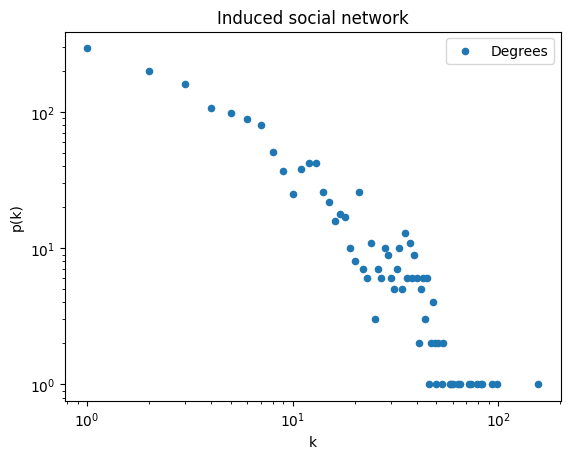 Induced social network
Degrees
p(k)
10²
10¹
10⁰
10⁰
10¹
10²
k